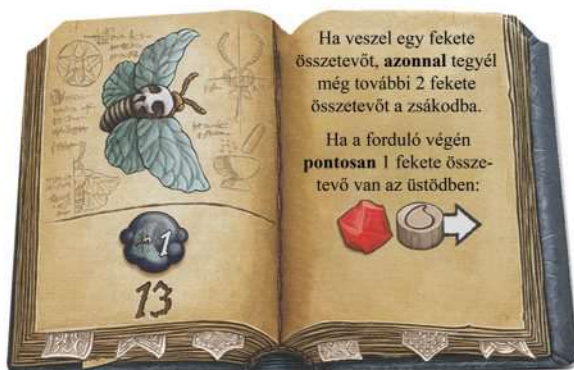 1
13
Ha veszel egy fekete
összetevőt, azonnal tegyél
még további 2 fekete
összetevőt a zsákodba.
Ha a forduló végén
pontosan 1 fekete össze-
tevő van az üstödben: